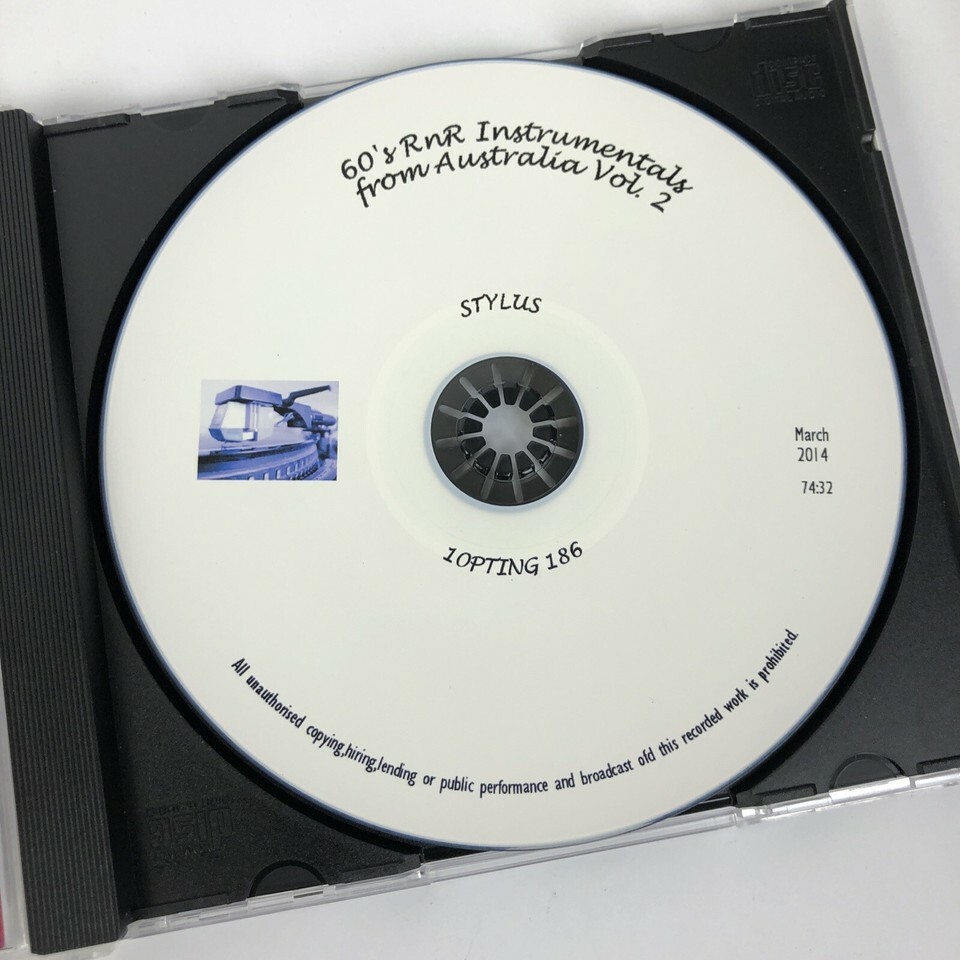 60's RnR Instrumentals
from Australia Vol. 2
STYLUS
March
2014
74:32
1OPTING 186
All unauthorised copying,hiring,lending or public performance and broadcast ofd this recorded work is prohibited.